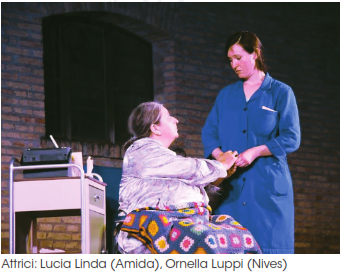 Attrici: Lucia Linda (Amida), Ornella Luppi (Nives)